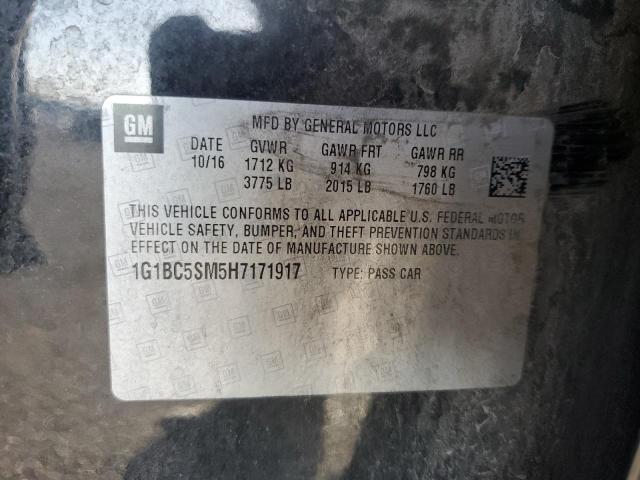 GM
MFD BY GENERAL MOTORS LLC
DATE GVWR GAWR FRT GAWR RR
10/16 1712 KG 914 KG 798 KG
3775 LB 2015 LB 1760 LB
THIS VEHICLE CONFORMS TO ALL APPLICABLE U.S. FEDERAL MOTOR
VEHICLE SAFETY, BUMPER, AND THEFT PREVENTION STANDARDS IN
EFFECT ON THE DATE OF MANUFACTURE SHOWN ABOVE.
1G1BC5SM5H7171917 TYPE: PASS CAR